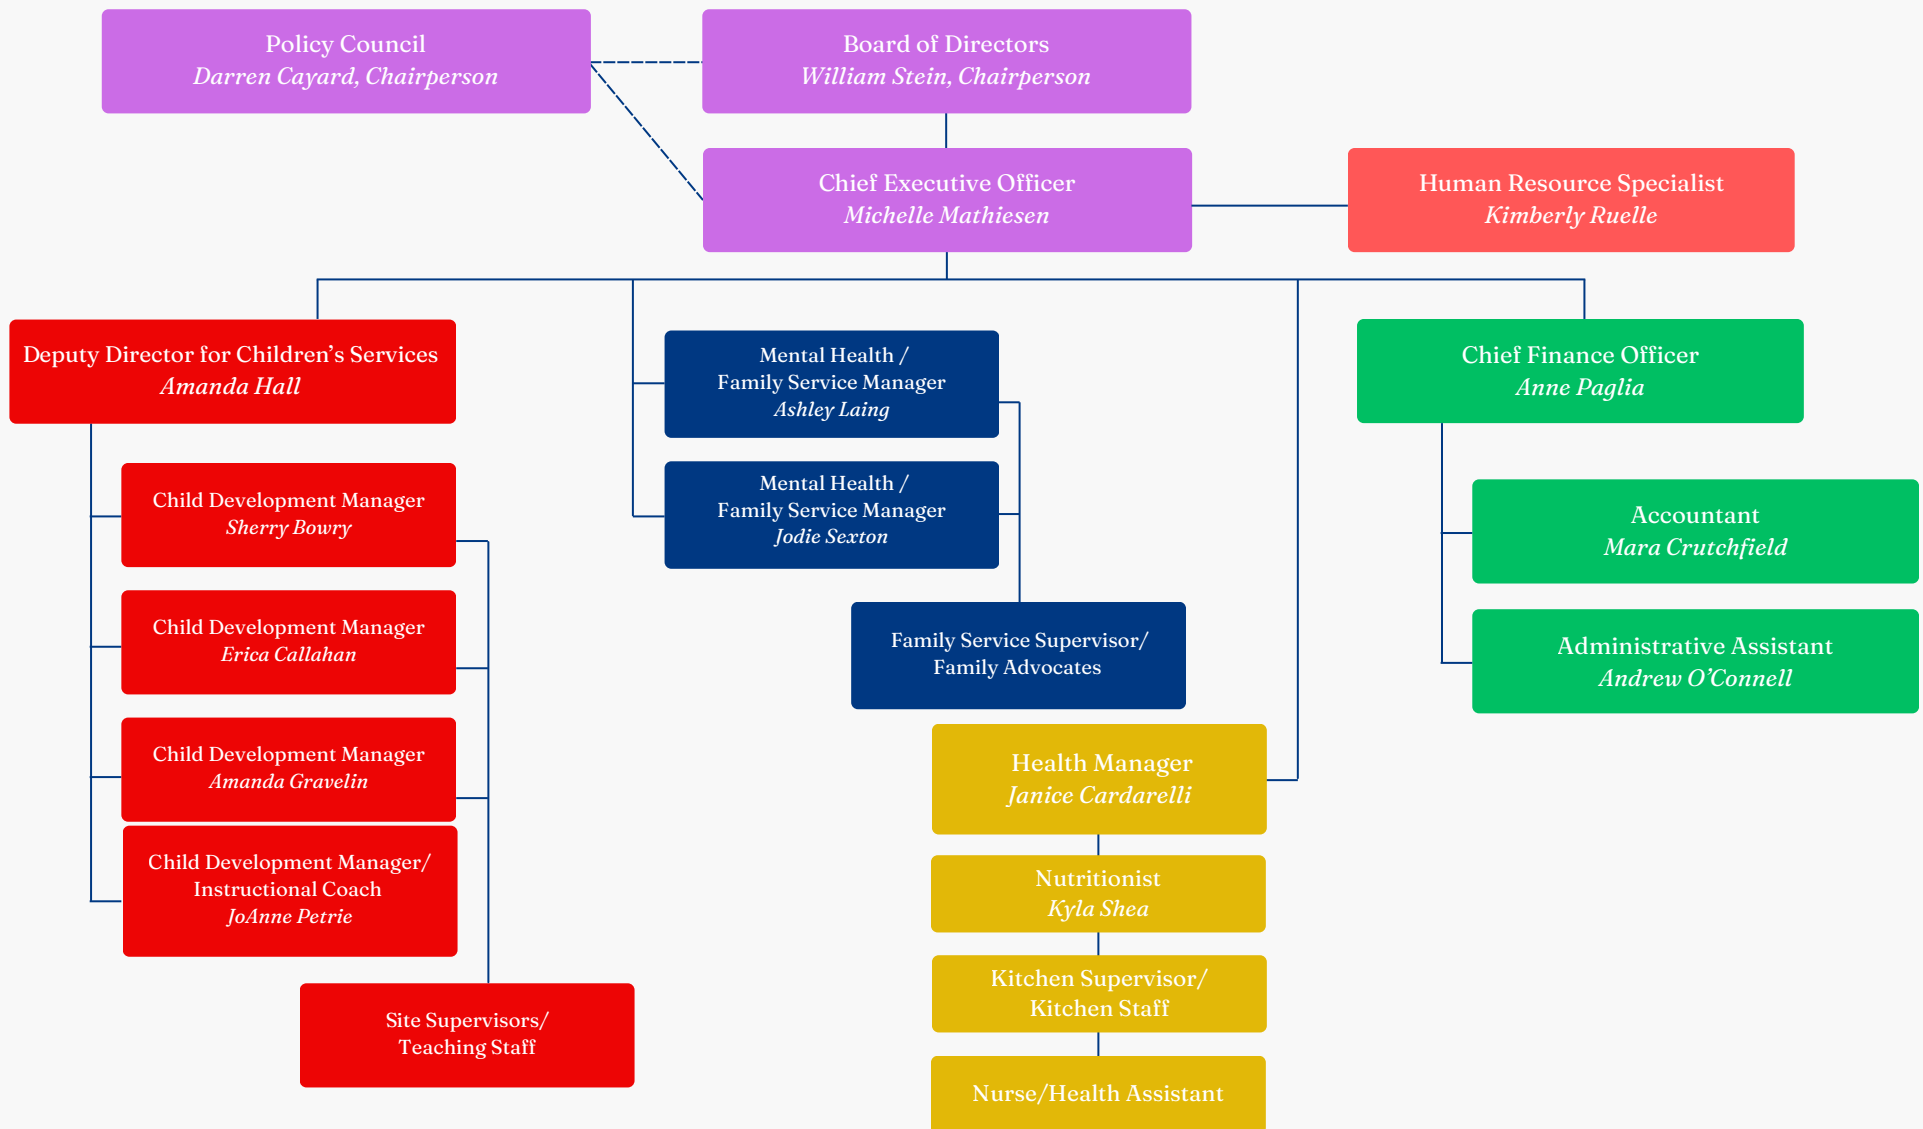 Policy Council
Darren Cayard, Chairperson
Board of Directors
William Stein, Chairperson
Chief Executive Officer
Michelle Mathiesen
Human Resource Specialist
Kimberly Ruelle
Deputy Director for Children’s Services
Amanda Hall
Child Development Manager
Sherry Bowry
Child Development Manager
Erica Callahan
Child Development Manager
Amanda Gravelin
Child Development Manager/
Instructional Coach
JoAnne Petrie
Site Supervisors/
Teaching Staff
Mental Health /
Family Service Manager
Ashley Laing
Mental Health /
Family Service Manager
Jodie Sexton
Family Service Supervisor/
Family Advocates
Health Manager
Janice Cardarelli
Nutritionist
Kyla Shea
Kitchen Supervisor/
Kitchen Staff
Nurse/Health Assistant
Chief Finance Officer
Anne Paglia
Accountant
Mara Crutchfield
Administrative Assistant
Andrew O’Connell